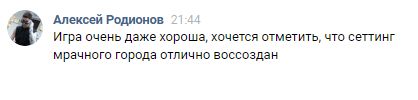 Алексей Родионов 21:44
Игра очень даже хороша, хочется отметить, что сеттинг
мрачного города отлично воссоздан